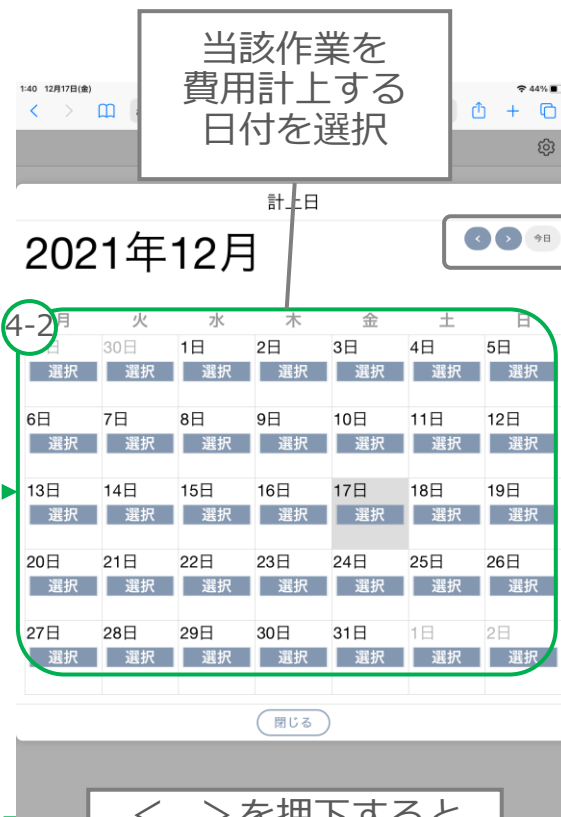 当該作業を
費用計上する
日付を選択
1:40 12月17日(金)
44%
計上日
2021年12月
< > 今日
4-2
月 火 水 木 金 土 日
日 30日 1日 2日 3日 4日 5日
選択 選択 選択 選択 選択 選択 選択
6日 7日 8日 9日 10日 11日 12日
選択 選択 選択 選択 選択 選択 選択
13日 14日 15日 16日 17日 18日 19日
選択 選択 選択 選択 選択 選択 選択
20日 21日 22日 23日 24日 25日 26日
選択 選択 選択 選択 選択 選択 選択
27日 28日 29日 30日 31日 1日 2日
選択 選択 選択 選択 選択 選択 選択
閉じる
<、>を押下すると